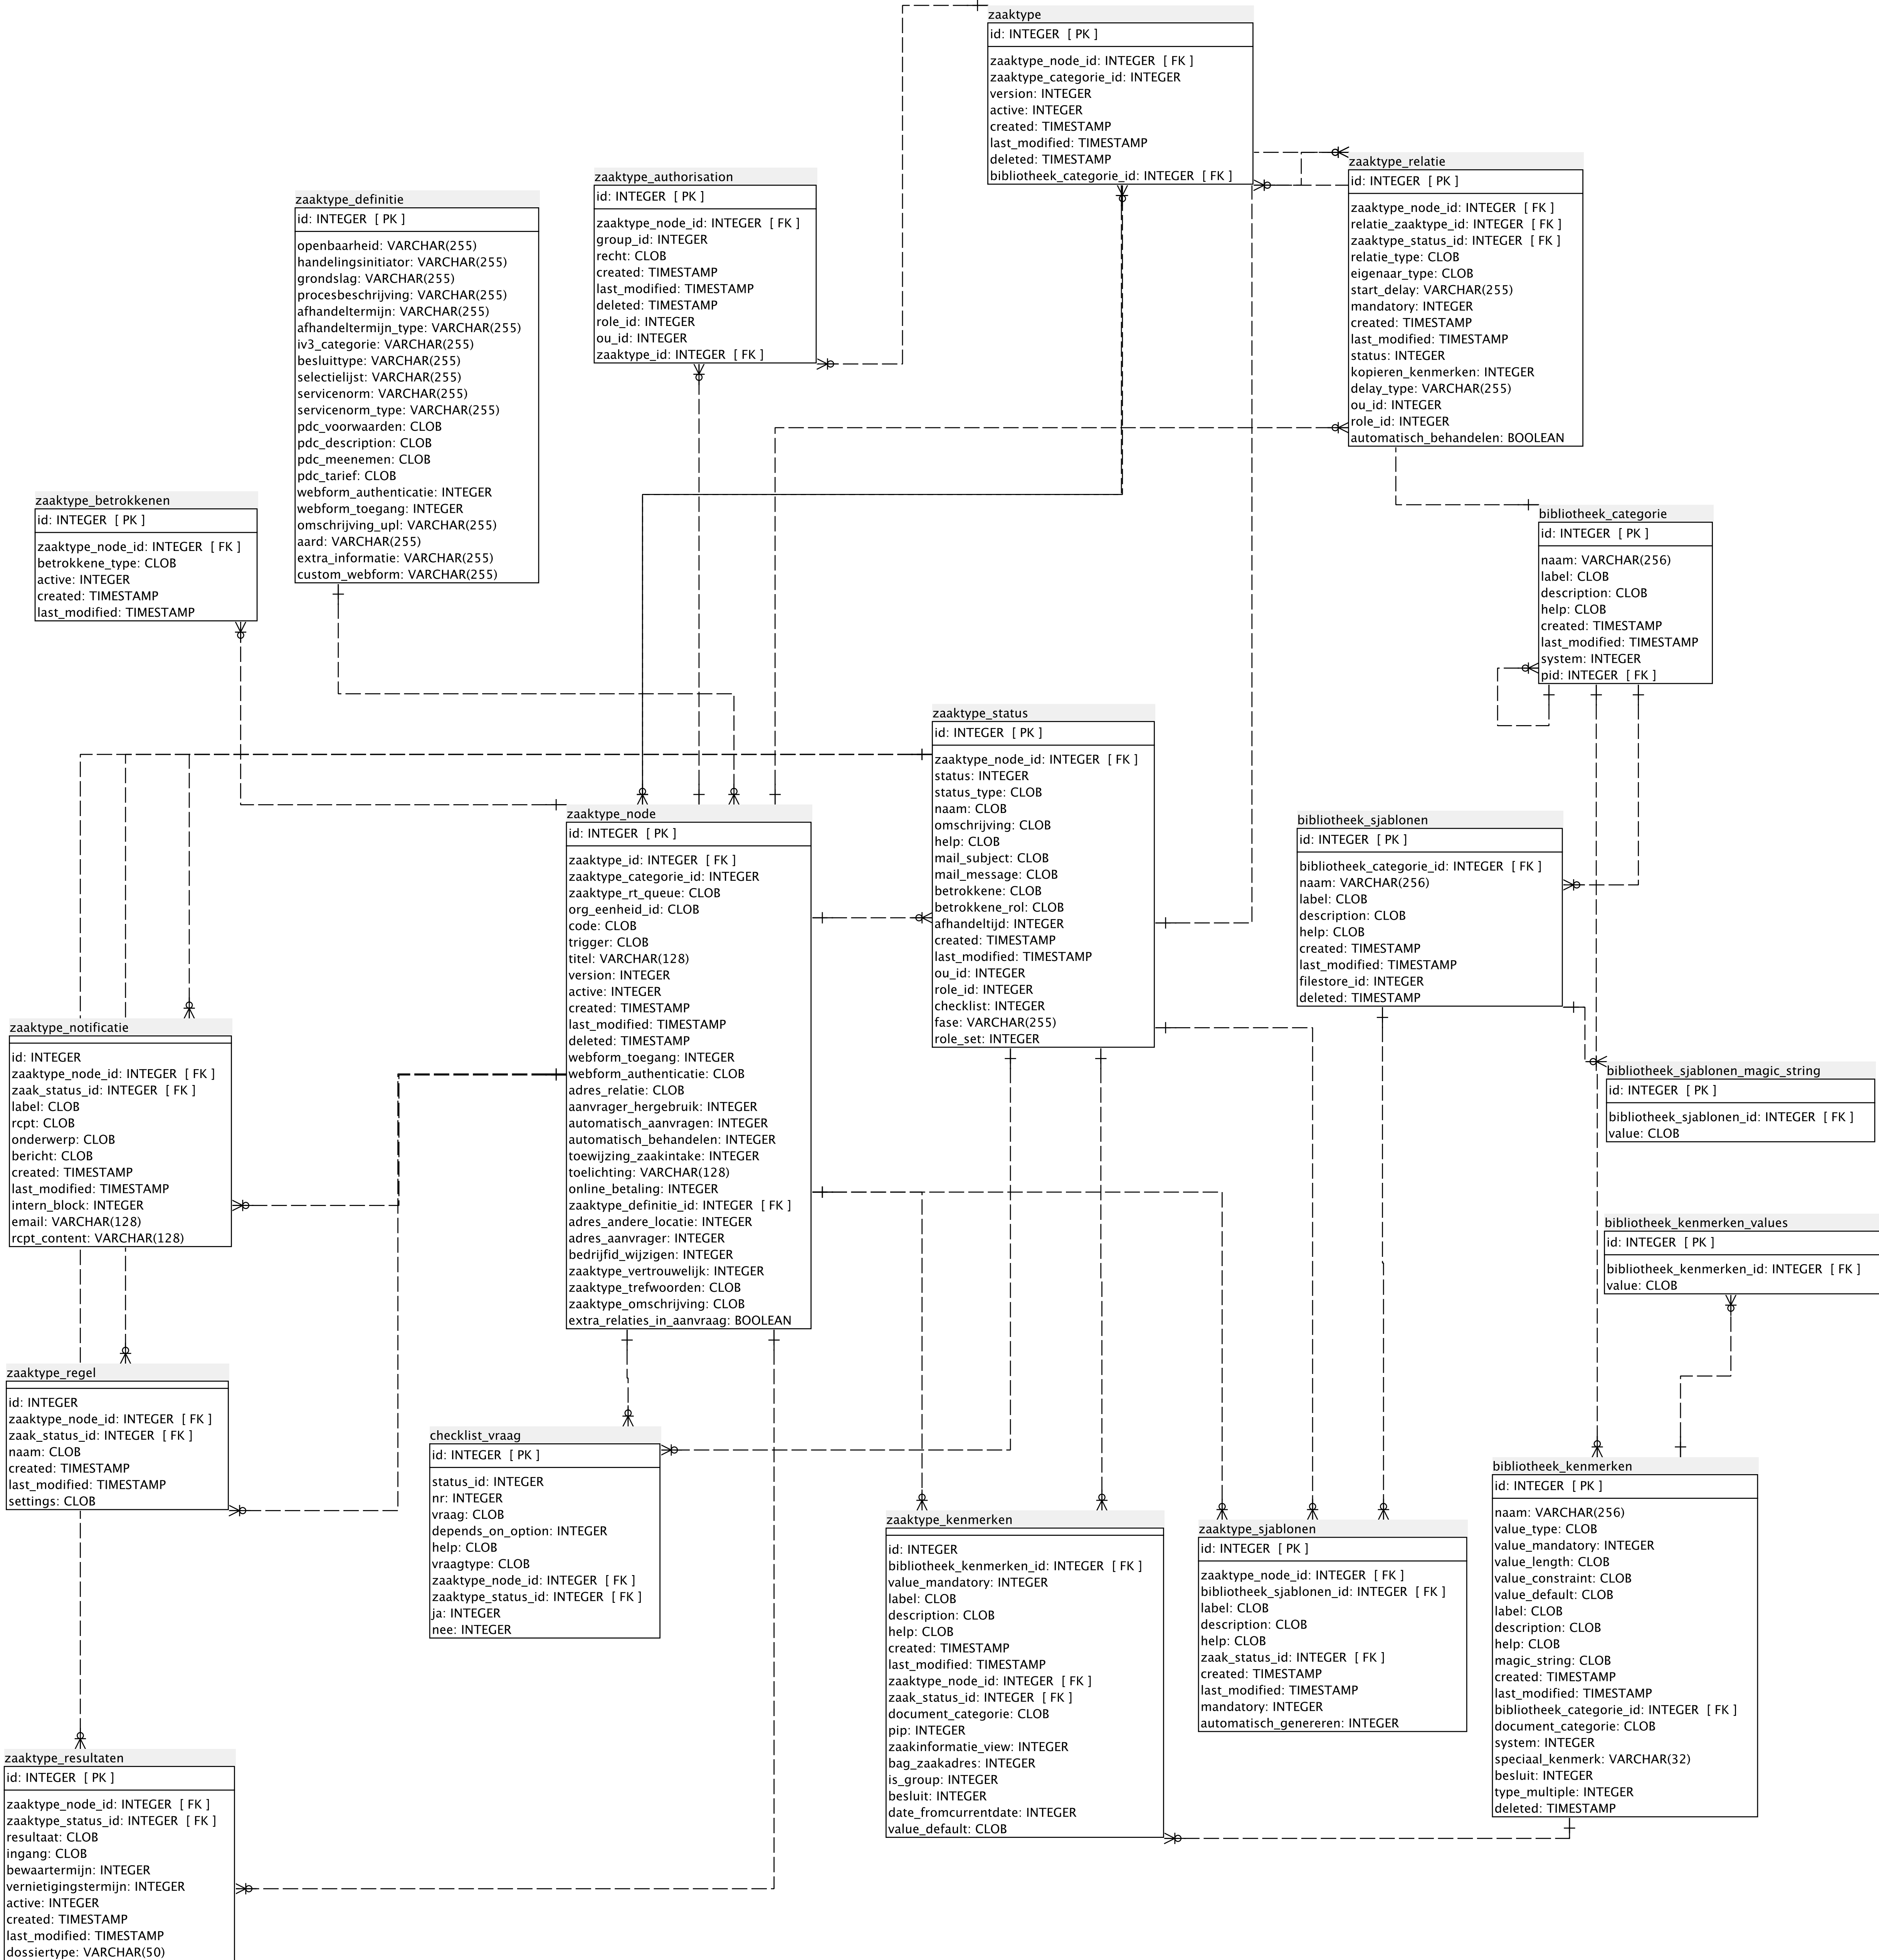 zaaktype
id: INTEGER [ PK ]
zaaktype_node_id: INTEGER [ FK ]
zaaktype_categorie_id: INTEGER
version: INTEGER
active: INTEGER
created: TIMESTAMP
last_modified: TIMESTAMP
deleted: TIMESTAMP
bibliotheek_categorie_id: INTEGER [ FK ]
zaaktype_relatie
id: INTEGER [ PK ]
zaaktype_node_id: INTEGER [ FK ]
relatie_zaaktype_id: INTEGER [ FK ]
zaaktype_status_id: INTEGER [ FK ]
relatie_type: CLOB
eigenaar_type: CLOB
start_delay: VARCHAR(255)
mandatory: INTEGER
created: TIMESTAMP
last_modified: TIMESTAMP
status: INTEGER
kopieren_kenmerken: INTEGER
delay_type: VARCHAR(255)
ou_id: INTEGER
role_id: INTEGER
automatisch_behandelen: BOOLEAN
zaaktype_authorisation
id: INTEGER [ PK ]
zaaktype_node_id: INTEGER [ FK ]
group_id: INTEGER
recht: CLOB
created: TIMESTAMP
last_modified: TIMESTAMP
deleted: TIMESTAMP
role_id: INTEGER
ou_id: INTEGER
zaaktype_id: INTEGER [ FK ]
zaaktype_definitie
id: INTEGER [ PK ]
openbaarheid: VARCHAR(255)
handelingsinitiator: VARCHAR(255)
grondslag: VARCHAR(255)
procesbeschrijving: VARCHAR(255)
afhandeltermijn: VARCHAR(255)
afhandeltermijn_type: VARCHAR(255)
iv3_categorie: VARCHAR(255)
besluittype: VARCHAR(255)
selectielijst: VARCHAR(255)
servicenorm: VARCHAR(255)
servicenorm_type: VARCHAR(255)
pdc_voorwaarden: CLOB
pdc_description: CLOB
pdc_meenemen: CLOB
pdc_tarief: CLOB
webform_authenticatie: INTEGER
webform_toegang: INTEGER
omschrijving_upl: VARCHAR(255)
aard: VARCHAR(255)
extra_informatie: VARCHAR(255)
custom_webform: VARCHAR(255)
zaaktype_betrokkenen
id: INTEGER [ PK ]
zaaktype_node_id: INTEGER [ FK ]
betrokkene_type: CLOB
active: INTEGER
created: TIMESTAMP
last_modified: TIMESTAMP
bibliotheek_categorie
id: INTEGER [ PK ]
naam: VARCHAR(256)
label: CLOB
description: CLOB
help: CLOB
created: TIMESTAMP
last_modified: TIMESTAMP
system: INTEGER
pid: INTEGER [ FK ]
zaaktype_status
id: INTEGER [ PK ]
zaaktype_node_id: INTEGER [ FK ]
status: INTEGER
status_type: CLOB
naam: CLOB
omschrijving: CLOB
help: CLOB
mail_subject: CLOB
mail_message: CLOB
betrokkene: CLOB
betrokkene_rol: CLOB
afhandeltijd: INTEGER
created: TIMESTAMP
last_modified: TIMESTAMP
ou_id: INTEGER
role_id: INTEGER
checklist: INTEGER
fase: VARCHAR(255)
role_set: INTEGER
zaaktype_node
id: INTEGER [ PK ]
zaaktype_id: INTEGER [ FK ]
zaaktype_categorie_id: INTEGER
zaaktype_rt_queue: CLOB
org_eenheid_id: CLOB
code: CLOB
trigger: CLOB
titel: VARCHAR(128)
version: INTEGER
active: INTEGER
created: TIMESTAMP
last_modified: TIMESTAMP
deleted: TIMESTAMP
webform_toegang: INTEGER
webform_authenticatie: CLOB
adres_relatie: CLOB
aanvrager_hergebruik: INTEGER
automatisch_aanvragen: INTEGER
automatisch_behandelen: INTEGER
toewijzing_zaakintake: INTEGER
toelichting: VARCHAR(128)
online_betaling: INTEGER
zaaktype_definitie_id: INTEGER [ FK ]
adres_andere_locatie: INTEGER
adres_aanvrager: INTEGER
bedrijfid_wijzigen: INTEGER
zaaktype_vertrouwelijk: INTEGER
zaaktype_trefwoorden: CLOB
zaaktype_omschrijving: CLOB
extra_relaties_in_aanvraag: BOOLEAN
bibliotheek_sjablonen
id: INTEGER [ PK ]
bibliotheek_categorie_id: INTEGER [ FK ]
naam: VARCHAR(256)
label: CLOB
description: CLOB
help: CLOB
created: TIMESTAMP
last_modified: TIMESTAMP
filestore_id: INTEGER
deleted: TIMESTAMP
zaaktype_notificatie
id: INTEGER
zaaktype_node_id: INTEGER [ FK ]
zaak_status_id: INTEGER [ FK ]
label: CLOB
rcpt: CLOB
onderwerp: CLOB
bericht: CLOB
created: TIMESTAMP
last_modified: TIMESTAMP
intern_block: INTEGER
email: VARCHAR(128)
rcpt_content: VARCHAR(128)
bibliotheek_sjablonen_magic_string
id: INTEGER [ PK ]
bibliotheek_sjablonen_id: INTEGER [ FK ]
value: CLOB
bibliotheek_kenmerken_values
id: INTEGER [ PK ]
bibliotheek_kenmerken_id: INTEGER [ FK ]
value: CLOB
zaaktype_regel
id: INTEGER
zaaktype_node_id: INTEGER [ FK ]
zaak_status_id: INTEGER [ FK ]
naam: CLOB
created: TIMESTAMP
last_modified: TIMESTAMP
settings: CLOB
checklist_vraag
id: INTEGER [ PK ]
status_id: INTEGER
nr: INTEGER
vraag: CLOB
depends_on_option: INTEGER
help: CLOB
vraagtype: CLOB
zaaktype_node_id: INTEGER [ FK ]
zaaktype_status_id: INTEGER [ FK ]
ja: INTEGER
nee: INTEGER
zaaktype_kenmerken
id: INTEGER
bibliotheek_kenmerken_id: INTEGER [ FK ]
value_mandatory: INTEGER
label: CLOB
description: CLOB
help: CLOB
created: TIMESTAMP
last_modified: TIMESTAMP
zaaktype_node_id: INTEGER [ FK ]
zaak_status_id: INTEGER [ FK ]
document_categorie: CLOB
pip: INTEGER
zaakinformatie_view: INTEGER
bag_zaakadres: INTEGER
is_group: INTEGER
besluit: INTEGER
date_fromcurrentdate: INTEGER
value_default: CLOB
zaaktype_sjablonen
id: INTEGER [ PK ]
zaaktype_node_id: INTEGER [ FK ]
bibliotheek_sjablonen_id: INTEGER [ FK ]
label: CLOB
description: CLOB
help: CLOB
zaak_status_id: INTEGER [ FK ]
created: TIMESTAMP
last_modified: TIMESTAMP
mandatory: INTEGER
automatisch_genereren: INTEGER
bibliotheek_kenmerken
id: INTEGER [ PK ]
naam: VARCHAR(256)
value_type: CLOB
value_mandatory: INTEGER
value_length: CLOB
value_constraint: CLOB
value_default: CLOB
label: CLOB
description: CLOB
help: CLOB
magic_string: CLOB
created: TIMESTAMP
last_modified: TIMESTAMP
bibliotheek_categorie_id: INTEGER [ FK ]
document_categorie: CLOB
system: INTEGER
speciaal_kenmerk: VARCHAR(32)
besluit: INTEGER
type_multiple: INTEGER
deleted: TIMESTAMP
zaaktype_resultaten
id: INTEGER [ PK ]
zaaktype_node_id: INTEGER [ FK ]
zaaktype_status_id: INTEGER [ FK ]
resultaat: CLOB
ingang: CLOB
bewaartermijn: INTEGER
vernietigingstermijn: INTEGER
active: INTEGER
created: TIMESTAMP
last_modified: TIMESTAMP
dossiertype: VARCHAR(50)